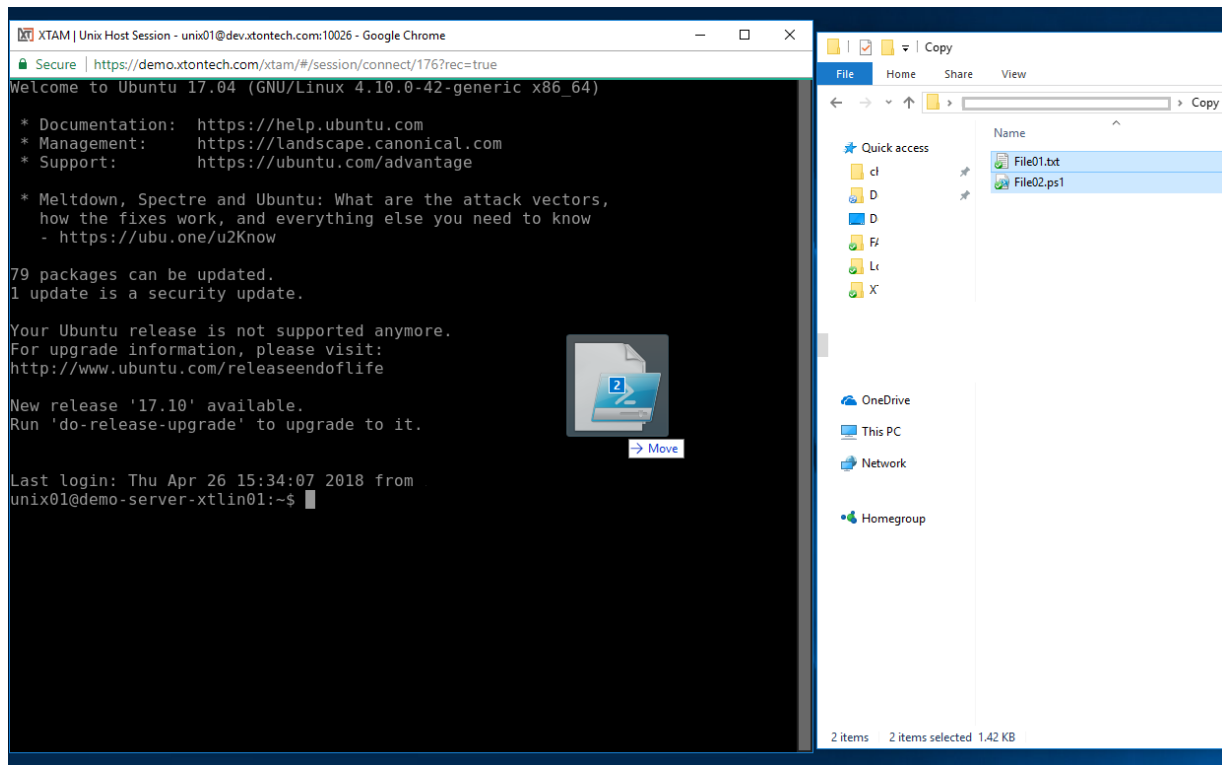 XTAM | Unix Host Session - unix01@dev.xtontech.com:10026 - Google Chrome
Secure | https://demo.xtontech.com/xtam/#/session/connect/176?rec=true
Welcome to Ubuntu 17.04 (GNU/Linux 4.10.0-42-generic x86_64)
* Documentation: https://help.ubuntu.com
* Management: https://landscape.canonical.com
* Support: https://ubuntu.com/advantage
* Meltdown, Spectre and Ubuntu: What are the attack vectors,
how the fixes work, and everything else you need to know
- https://ubu.one/u2Know
79 packages can be updated.
1 update is a security update.
Your Ubuntu release is not supported anymore.
For upgrade information, please visit:
http://www.ubuntu.com/releaseendoflife
New release '17.10' available.
Run 'do-release-upgrade' to upgrade to it.
2
→ Move
Last login: Thu Apr 26 15:34:07 2018 from
unix01@demo-server-xtlin01:~$
Copy
File Home Share View
> Copy
Name
Quick access
D
D
File01.txt
File02.ps1
OneDrive
This PC
Network
Homegroup
2 items 2 items selected 1.42 KB